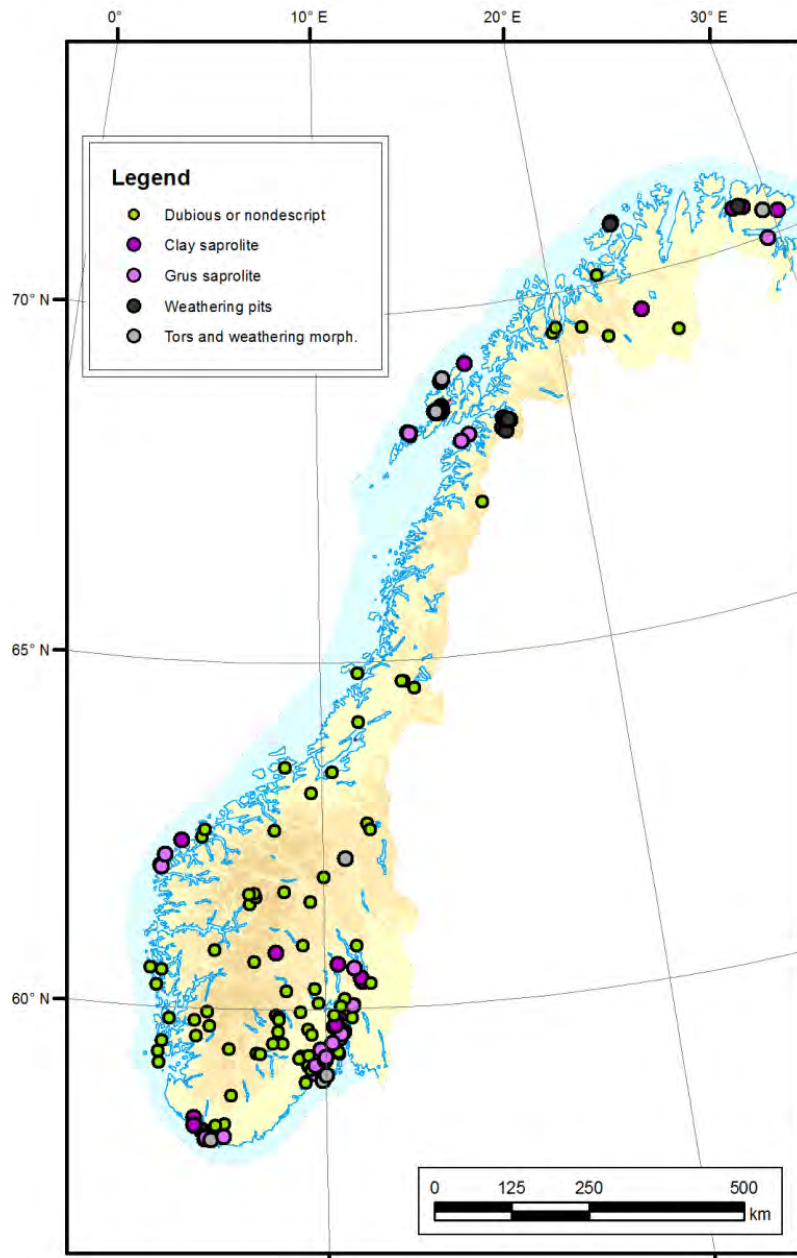 0° 10° E 20° E 30° E
Legend
Dubious or nondescript
Clay saprolite
Grus saprolite
Weathering pits
Tors and weathering morph.
70° N
65° N
60° N
0 125 250 500
km